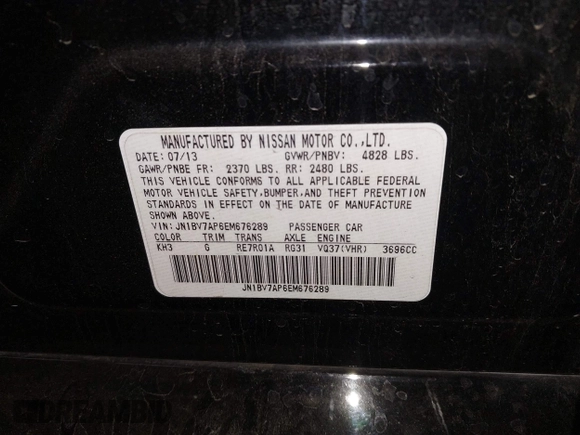 MANUFACTURED BY NISSAN MOTOR CO.,LTD.
DATE: 07/13 GVWR/PNBV: 4828 LBS.
GAWR/PNBE FR: 2370 LBS. RR: 2480 LBS.
THIS VEHICLE CONFORMS TO ALL APPLICABLE FEDERAL
MOTOR VEHICLE SAFETY,BUMPER,AND THEFT PREVENTION
STANDARDS IN EFFECT ON THE DATE OF MANUFACTURE
SHOWN ABOVE.
VIN: JN1BV7AP6EM676289 PASSENGER CAR
COLOR TRIM TRANS AXLE ENGINE
KH3 G RE7R01A RG31 VQ37(VHR) 3696CC
JN1BV7AP6EM676289
DREAMBID